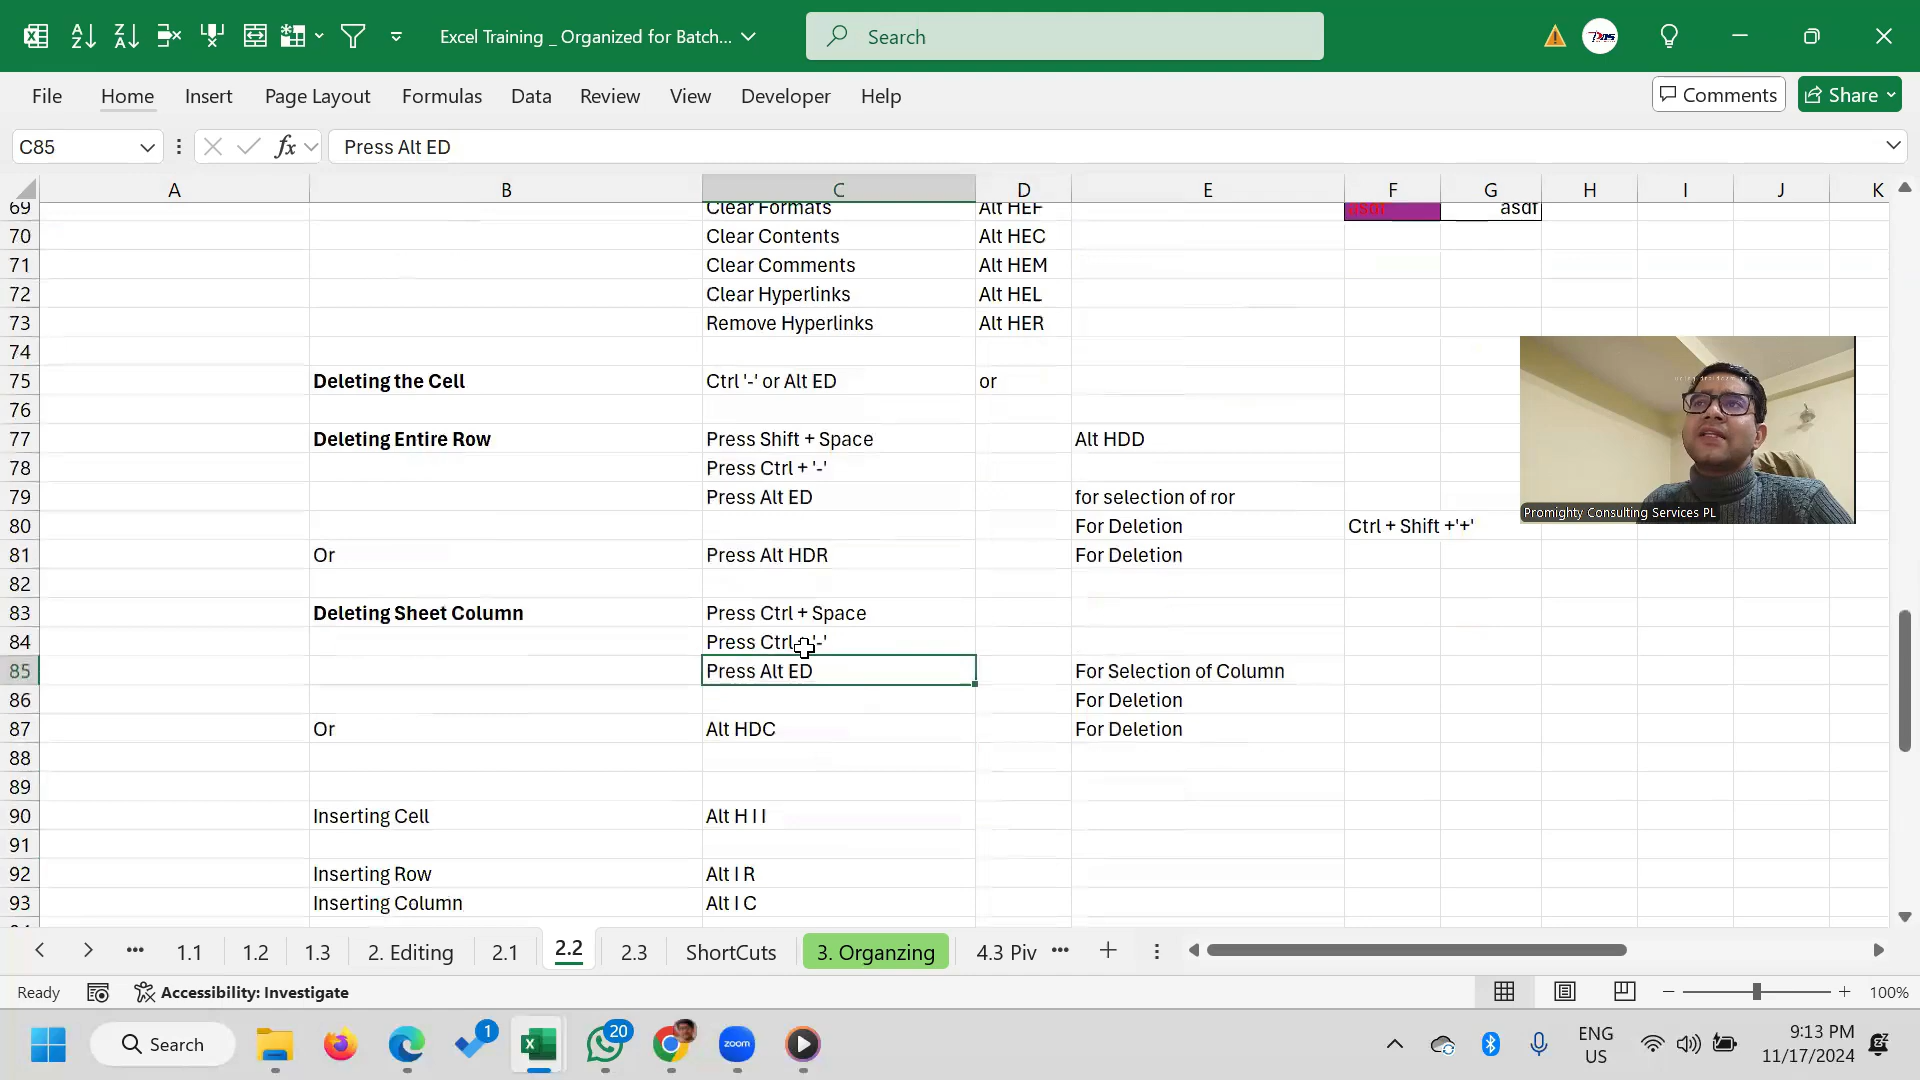 Excel Training _ Organized for Batch...
Search
File Home Insert Page Layout Formulas Data Review View Developer Help
Comments Share
C85 fx Press Alt ED
A B C D E F G H I J K
69 Clear Formats Alt HEF asdf asdf
70 Clear Contents Alt HEC
71 Clear Comments Alt HEM
72 Clear Hyperlinks Alt HEL
73 Remove Hyperlinks Alt HER
74
75 Deleting the Cell Ctrl '-' or Alt ED or
76
77 Deleting Entire Row Press Shift + Space Alt HDD
78 Press Ctrl + '-'
79 Press Alt ED for selection of ror
Promighty Consulting Services PL
80 For Deletion Ctrl + Shift +'+'
81 Or Press Alt HDR For Deletion
82
83 Deleting Sheet Column Press Ctrl + Space
84 Press Ctrl '-'
85 Press Alt ED For Selection of Column
86 For Deletion
87 Or Alt HDC For Deletion
88
89
90 Inserting Cell Alt H I I
91
92 Inserting Row Alt I R
93 Inserting Column Alt I C
1.1 1.2 1.3 2. Editing 2.1 2.2 2.3 ShortCuts 3. Organzing 4.3 Piv
Ready Accessibility: Investigate 100%
Search 1 20 zoom ENG US 9:13 PM 11/17/2024